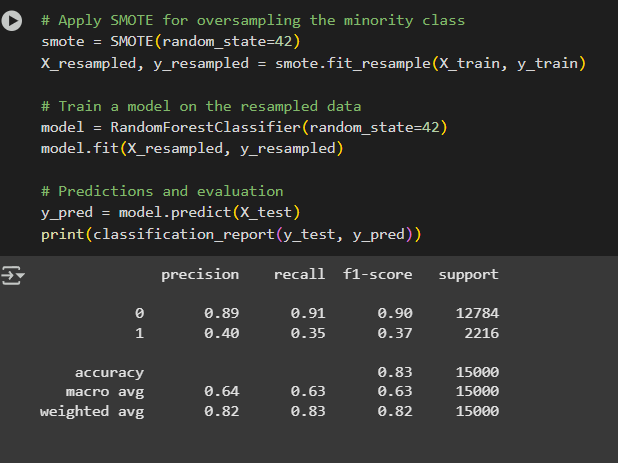 # Apply SMOTE for oversampling the minority class
smote = SMOTE(random_state=42)
X_resampled, y_resampled = smote.fit_resample(X_train, y_train)
# Train a model on the resampled data
model = RandomForestClassifier(random_state=42)
model.fit(X_resampled, y_resampled)
# Predictions and evaluation
y_pred = model.predict(X_test)
print(classification_report(y_test, y_pred))
precision recall f1-score support
0 0.89 0.91 0.90 12784
1 0.40 0.35 0.37 2216
accuracy 0.83 15000
macro avg 0.64 0.63 0.63 15000
weighted avg 0.82 0.83 0.82 15000